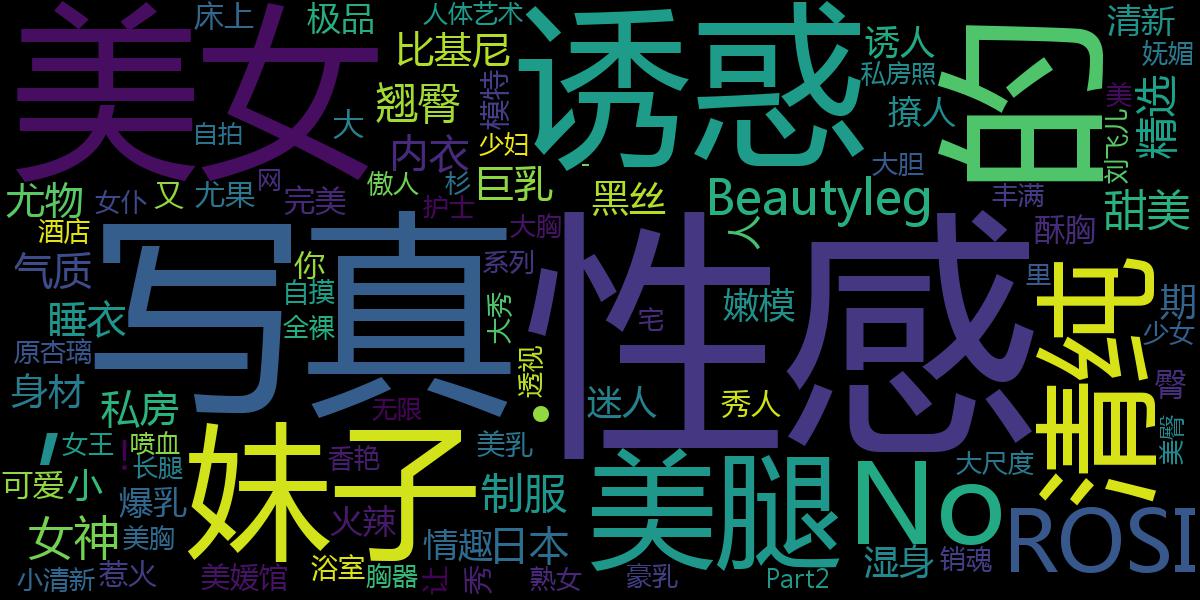 美女
床上
极品
人体艺术
诱惑
的
清新
妩媚
比基尼
诱人
私房照
翘臀
模特
撩人
美
精选
自拍
大
内衣
少妇
刘飞儿
大胆
尤物
女仆
又
尤果
网
完美
傲人
杉
护士
巨乳
黑丝
Beautyleg
丰满
甜美
酒店
写真
大胸
性感
人
酥胸
气质
你
系列
里
清纯
自摸
期
睡衣
全裸
大秀
宅
嫩模
少女
原杏璃
透视
身材
私房
无限
迷人
秀人
臀
女王
喷血
妹子
香艳
美乳
美腿
No
大尺度
美臀
!
长腿
可爱
小
爆乳
制服
ROSI
女神
美胸
火辣
情趣
日本
湿身
销魂
小清新
惹火
美媛馆
浴室
胸器
让
秀
熟女
豪乳
Part2